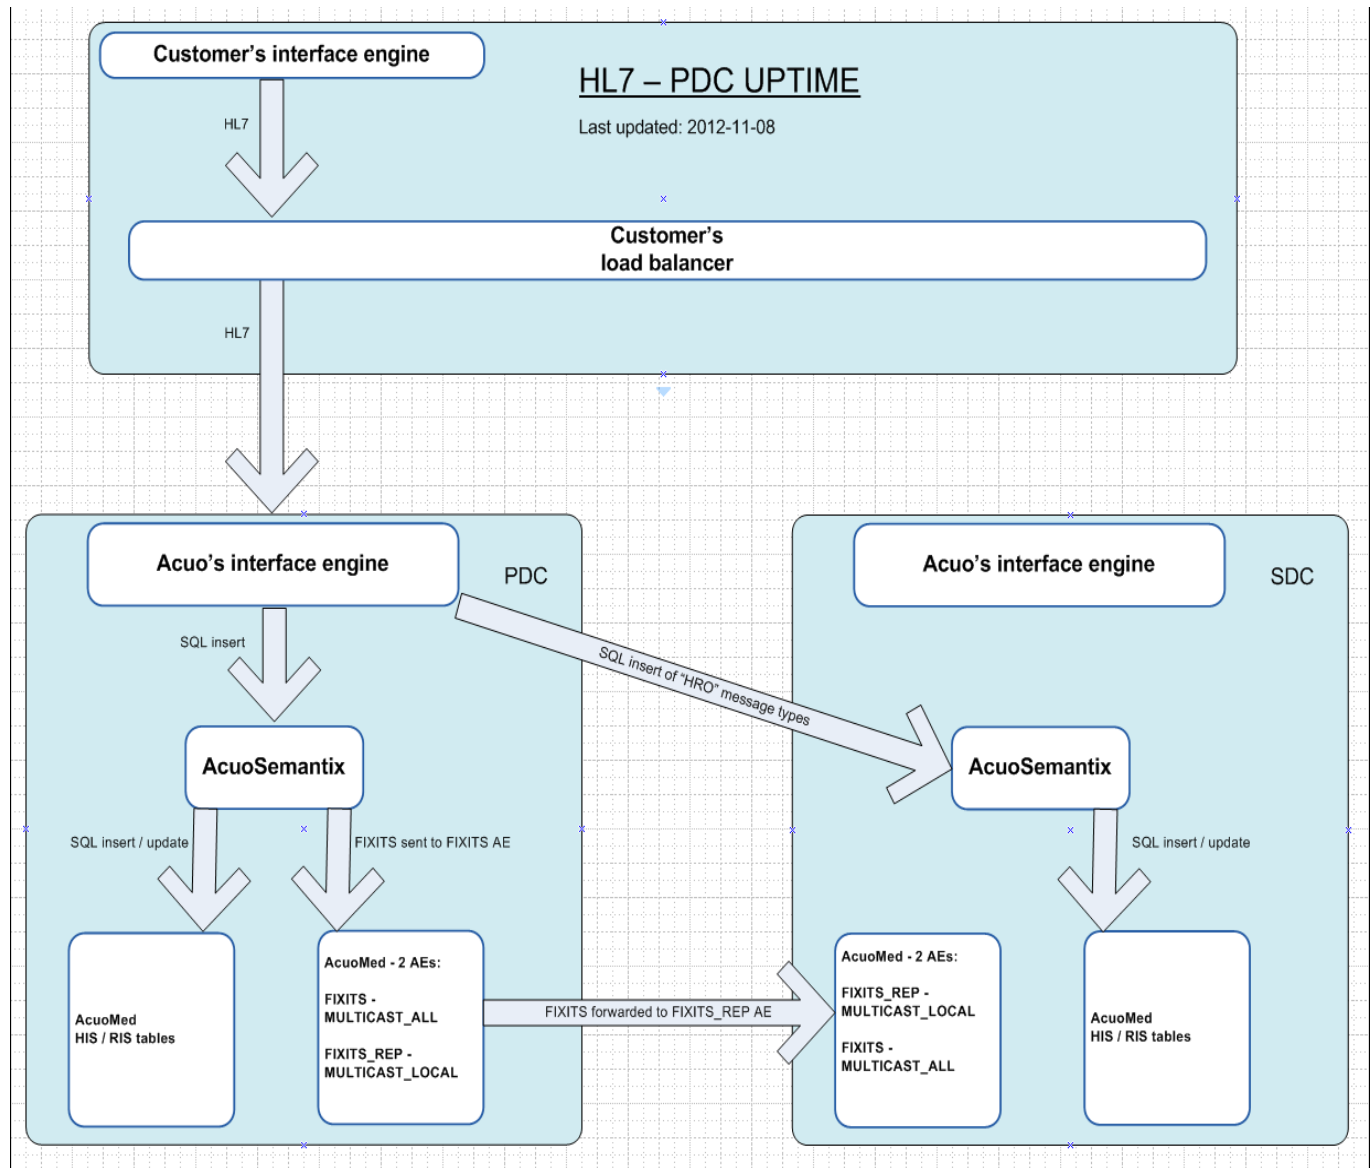 Customer's interface engine
HL7 – PDC UPTIME
Last updated: 2012-11-08
HL7
Customer's
load balancer
HL7
Acuo's interface engine
PDC
SQL insert
SQL insert of "HRO" message types
AcuoSemantix
SQL insert / update
FIXITS sent to FIXITS AE
AcuoMed
HIS / RIS tables
AcuoMed - 2 AEs:
FIXITS -
MULTICAST_ALL
FIXITS_REP -
MULTICAST_LOCAL
FIXITS forwarded to FIXITS_REP AE
Acuo's interface engine
SDC
AcuoSemantix
SQL insert / update
AcuoMed - 2 AEs:
FIXITS_REP -
MULTICAST_LOCAL
FIXITS -
MULTICAST_ALL
AcuoMed
HIS / RIS tables